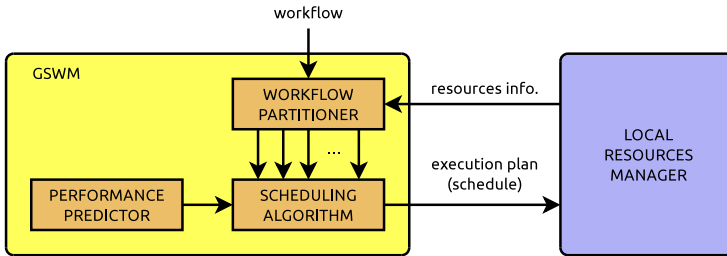 workflow
GSWM
WORKFLOW
PARTITIONER
resources info.
...
LOCAL
RESOURCES
MANAGER
execution plan
(schedule)
PERFORMANCE
PREDICTOR
SCHEDULING
ALGORITHM